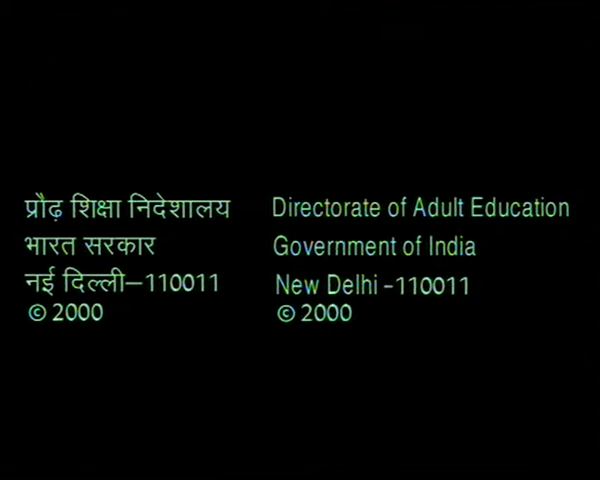 प्रौढ़ शिक्षा निदेशालय
भारत सरकार
नई दिल्ली–110011
© 2000
Directorate of Adult Education
Government of India
New Delhi -110011
© 2000